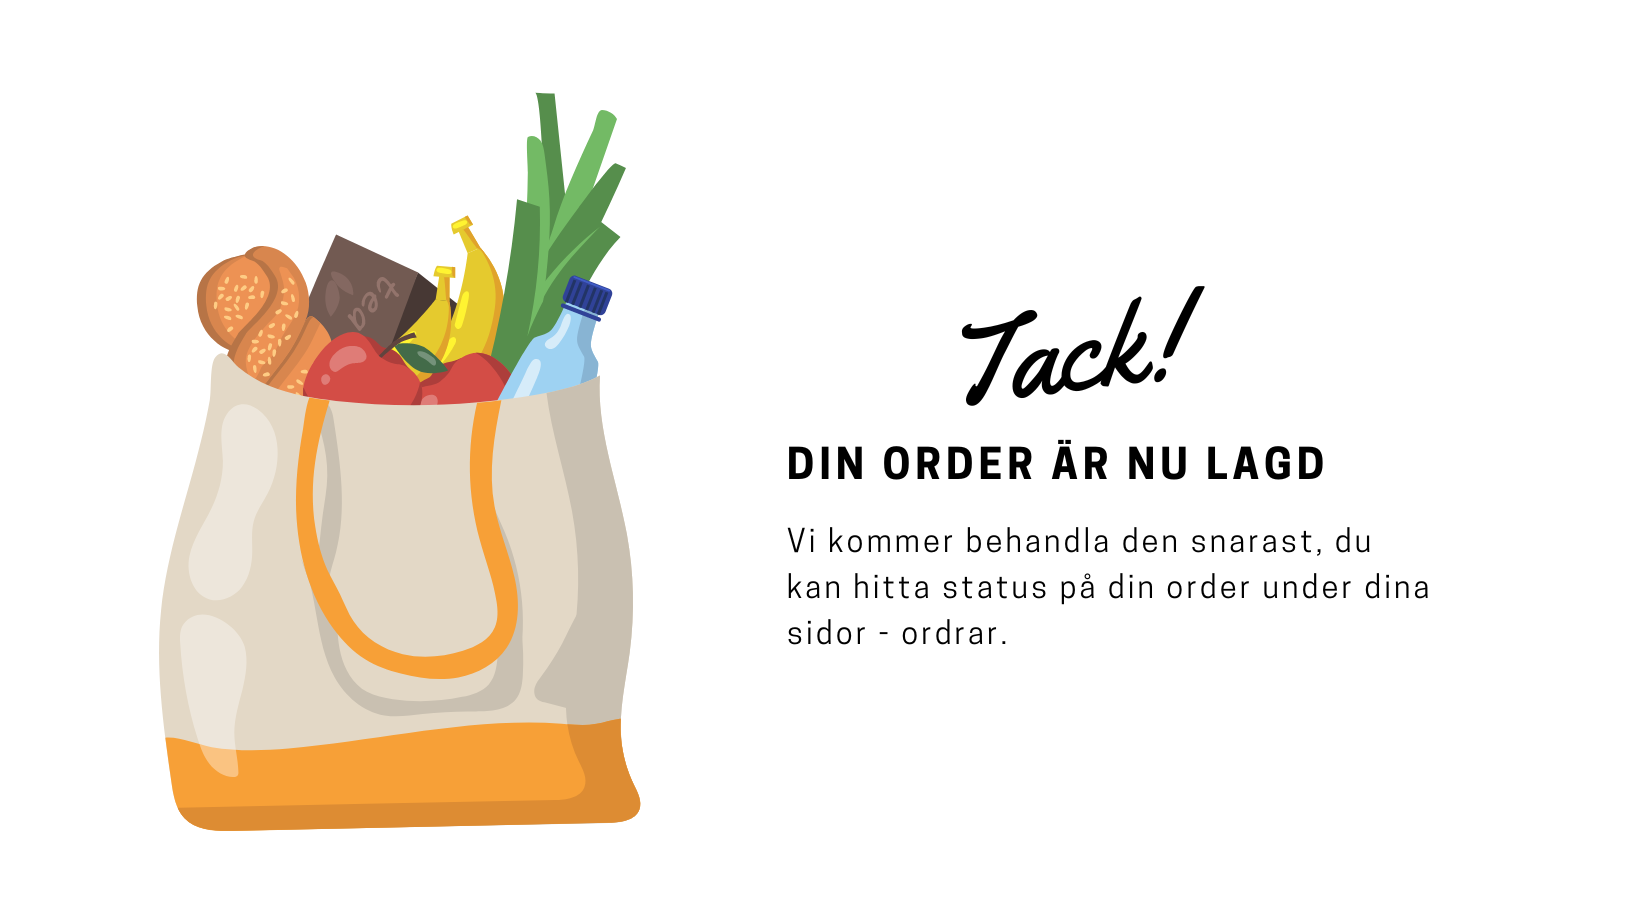 tea
Tack!
DIN ORDER ÄR NU LAGD
Vi kommer behandla den snarast, du
kan hitta status på din order under dina
sidor - ordrar.